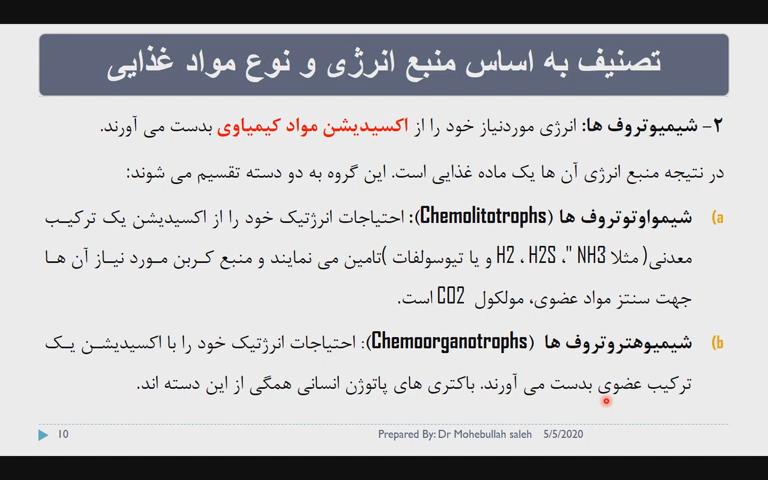 تصنیف به اساس منبع انرژی و نوع مواد غذایی
۲- شیمیوتروف ها: انرژی موردنیاز خود را از اکسیدیشن مواد کیمیاوی بدست می آورند.
در نتیجه منبع انرژی آن ها یک ماده غذایی است. این گروه به دو دسته تقسیم می شوند:
(a شیمواوتوتروف ها (Chemolitotrophs): احتیاجات انرژتیک خود را از اکسیدیشن یک ترکیب
معدنی( مثلا H2 ، H2S ،" NH3 و یا تیوسولفات )تامین می نمایند و منبع کربن مورد نیاز آن ها
جهت سنتز مواد عضوی، مولکول CO2 است.
(b شیمیوهتروتروف ها (Chemoorganotrophs): احتیاجات انرژتیک خود را با اکسیدیشن یک
ترکیب عضوی بدست می آورند. باکتری های پاتوژن انسانی همگی از این دسته اند.
10 Prepared By: Dr Mohebullah saleh 5/5/2020